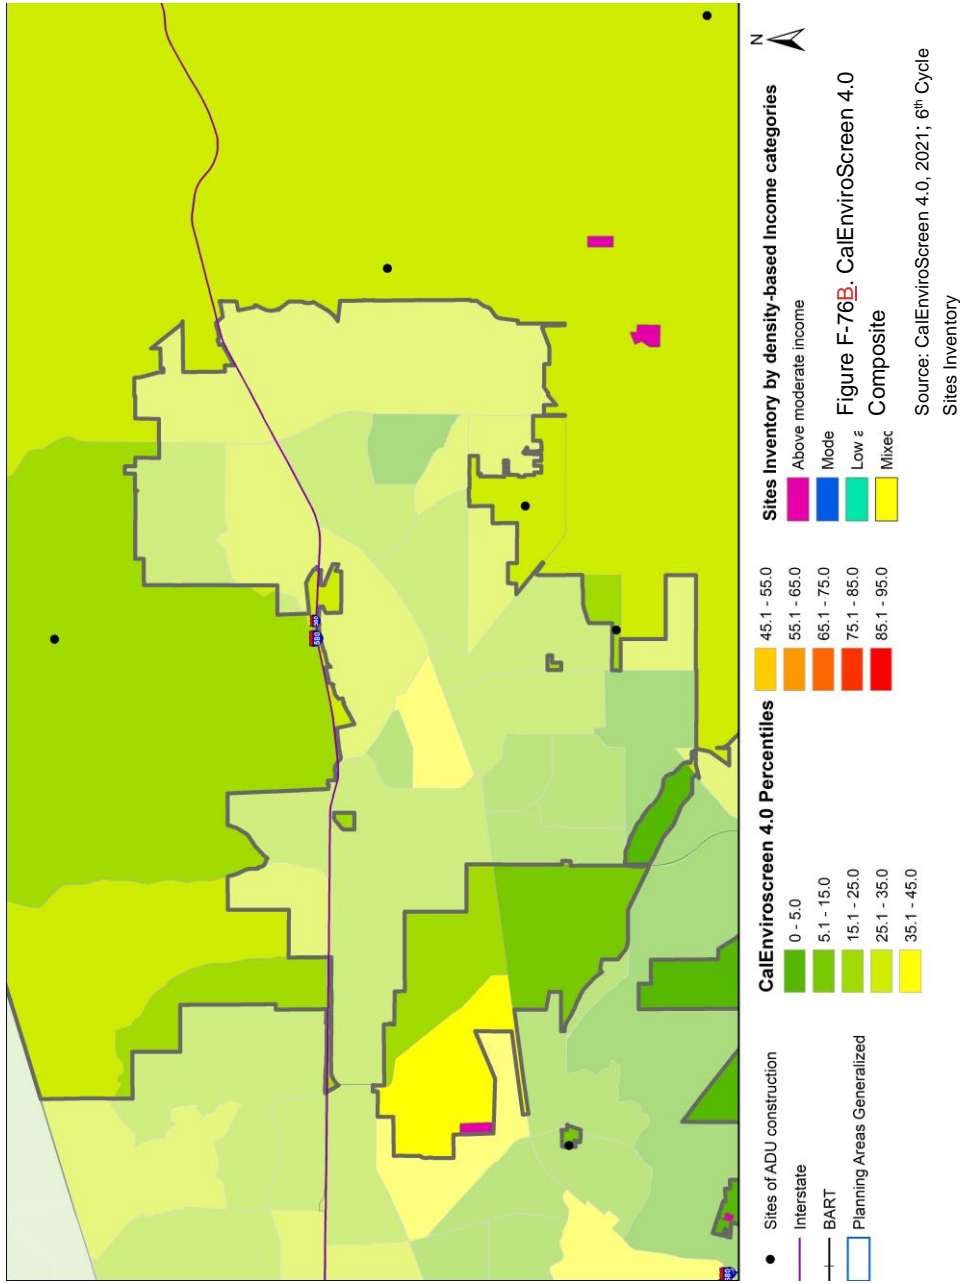 N
Sites of ADU construction
Interstate
BART
Planning Areas Generalized
CalEnviroscreen 4.0 Percentiles
0 - 5.0
5.1 - 15.0
15.1 - 25.0
25.1 - 35.0
35.1 - 45.0
45.1 - 55.0
55.1 - 65.0
65.1 - 75.0
75.1 - 85.0
85.1 - 95.0
Sites Inventory by density-based Income categories
Above moderate income
Mode
Low a
Mixec
Figure F-76B. CalEnviroScreen 4.0
Composite
Source: CalEnviroScreen 4.0, 2021; 6th Cycle
Sites Inventory
580
580